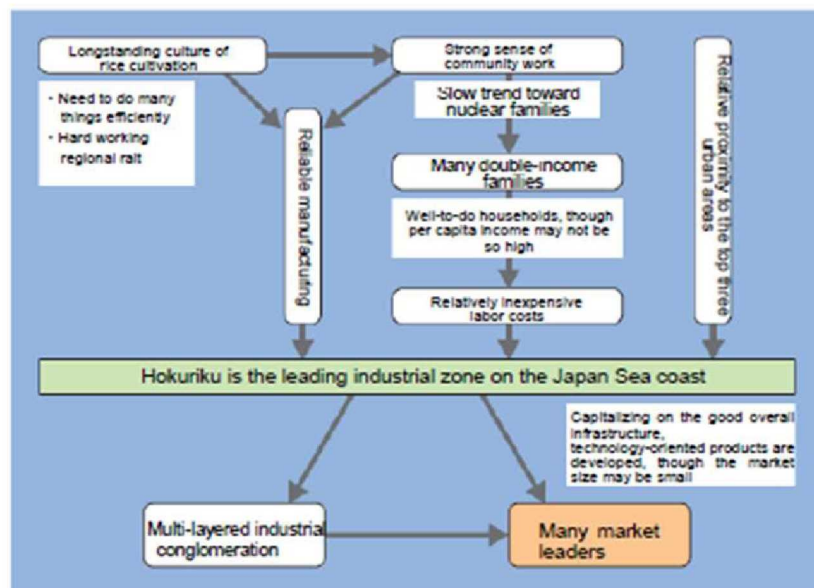 Longstanding culture of
rice cultivation
Strong sense of
community work
・Need to do many
things efficiently
・Hard working
regional rait
Slow trend toward
nuclear families
Reliable manufacturing
Many double-income
families
Well-to-do households, though
per capita income may not be
so high
Relatively inexpensive
labor costs
Relative proximity to the top three
urban areas
Hokuriku is the leading industrial zone on the Japan Sea coast
Capitalizing on the good overall
infrastructure,
technology-oriented products are
developed, though the market
size may be small
Multi-layered industrial
conglomeration
Many market
leaders